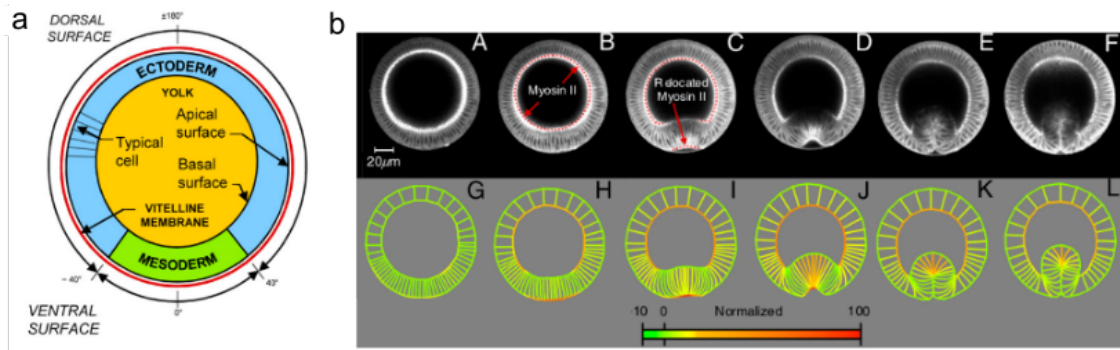 a
DORSAL
SURFACE
±180°
ECTODERM
YOLK
Apical
surface
Typical
cell
Basal
surface
VITELLINE
MEMBRANE
MESODERM
− 40°
40°
0°
VENTRAL
SURFACE
b
A
B
C
D
E
F
Myosin II
R located
Myosin II
20μm
G
H
I
J
K
L
-10
0
Normalized
100